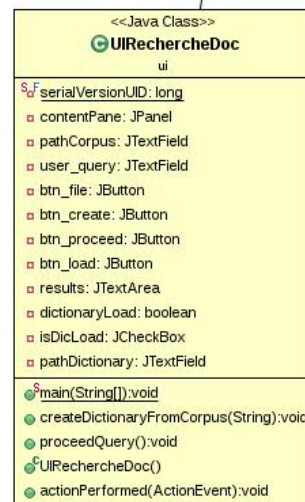 <<Java Class>>
C UIRechercheDoc
ui
S F serialVersionUID: long
contentPane: JPanel
pathCorpus: JTextField
user_query: JTextField
btn_file: JButton
btn_create: JButton
btn_proceed: JButton
btn_load: JButton
results: JTextArea
dictionaryLoad: boolean
isDicLoad: JCheckBox
pathDictionary: JTextField
S main(String[]):void
createDictionaryFromCorpus(String):void
proceedQuery():void
C UIRechercheDoc()
actionPerformed(ActionEvent):void